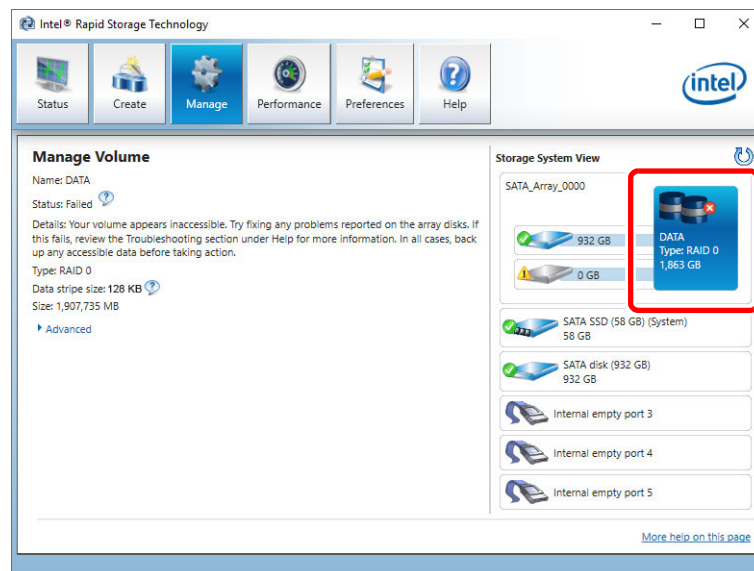 Intel® Rapid Storage Technology
Status
Create
Manage
Performance
Preferences
Help
intel
Manage Volume
Name: DATA
Status: Failed
Details: Your volume appears inaccessible. Try fixing any problems reported on the array disks. If
this fails, review the Troubleshooting section under Help for more information. In all cases, back
up any accessible data before taking action.
Type: RAID 0
Data stripe size: 128 KB
Size: 1,907,735 MB
Advanced
Storage System View
SATA_Array_0000
932 GB
0 GB
DATA
Type: RAID 0
1,863 GB
SATA SSD (58 GB) (System)
58 GB
SATA disk (932 GB)
932 GB
Internal empty port 3
Internal empty port 4
Internal empty port 5
More help on this page